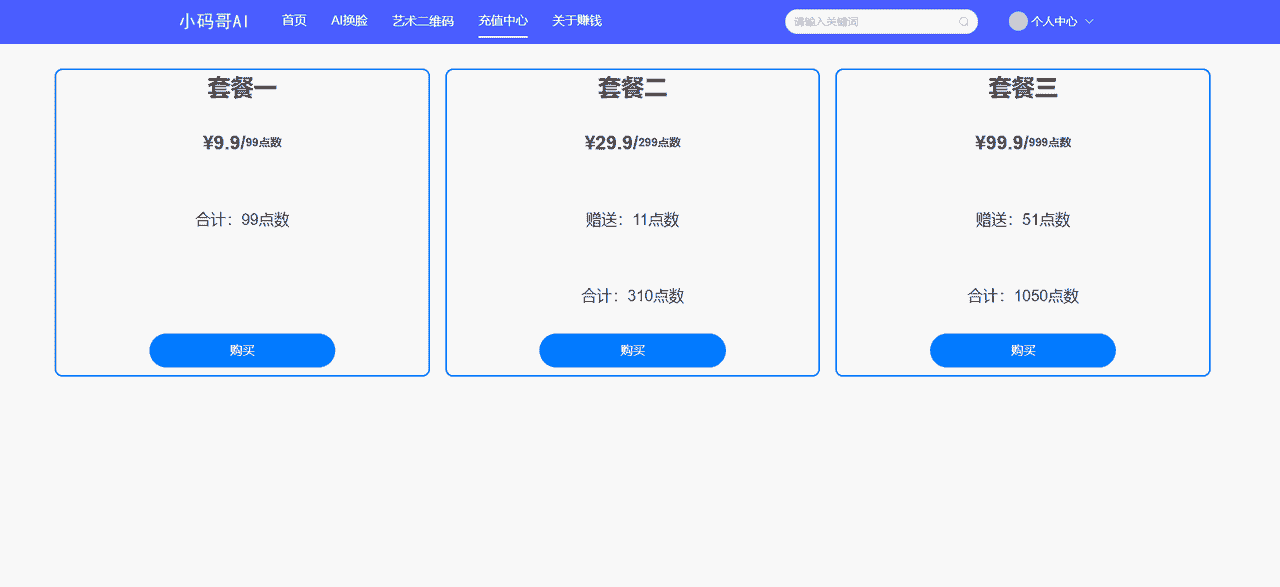 小码哥AI 首页 AI换脸 艺术二维码 充值中心 关于赚钱 请输入关键词 个人中心
套餐一
¥9.9/99点数
合计：99点数
购买
套餐二
¥29.9/299点数
赠送：11点数
合计：310点数
购买
套餐三
¥99.9/999点数
赠送：51点数
合计：1050点数
购买